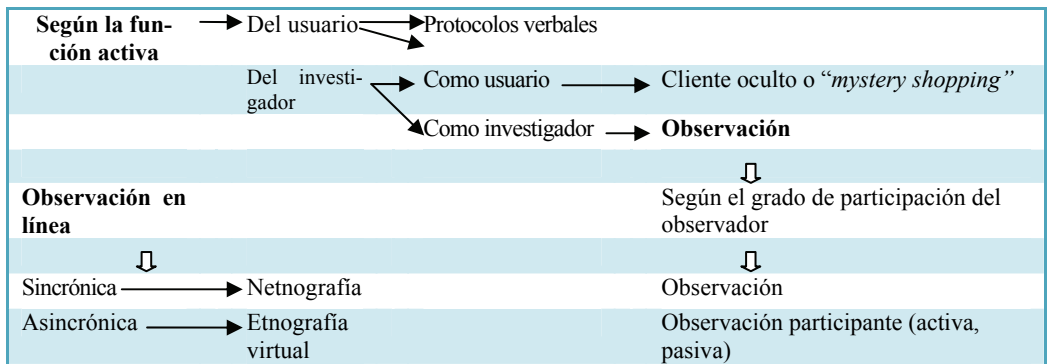 Según la fun-
ción activa
Del usuario
Protocolos verbales
Del investi-
gador
Como usuario
Cliente oculto o “mystery shopping”
Como investigador
Observación
Observación en
línea
Según el grado de participación del
observador
Sincrónica
Netnografía
Observación
Asincrónica
Etnografía
virtual
Observación participante (activa,
pasiva)